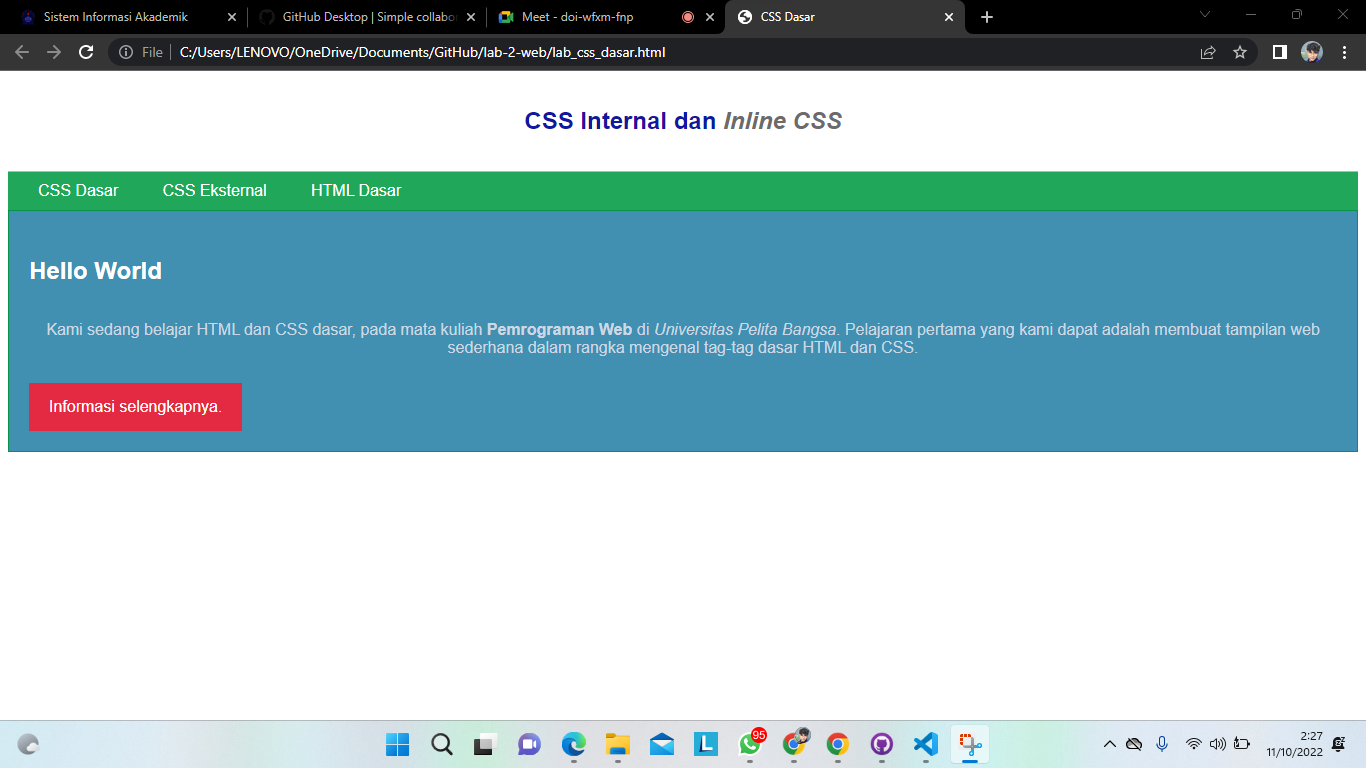 Sistem Informasi Akademik
GitHub Desktop | Simple collabor
Meet - doi-wfxm-fnp
CSS Dasar
File
C:/Users/LENOVO/OneDrive/Documents/GitHub/lab-2-web/lab_css_dasar.html
CSS Internal dan Inline CSS
CSS Dasar CSS Eksternal HTML Dasar
Hello World
Kami sedang belajar HTML dan CSS dasar, pada mata kuliah Pemrograman Web di Universitas Pelita Bangsa. Pelajaran pertama yang kami dapat adalah membuat tampilan web
sederhana dalam rangka mengenal tag-tag dasar HTML dan CSS.
Informasi selengkapnya.
L
95
2:27
11/10/2022